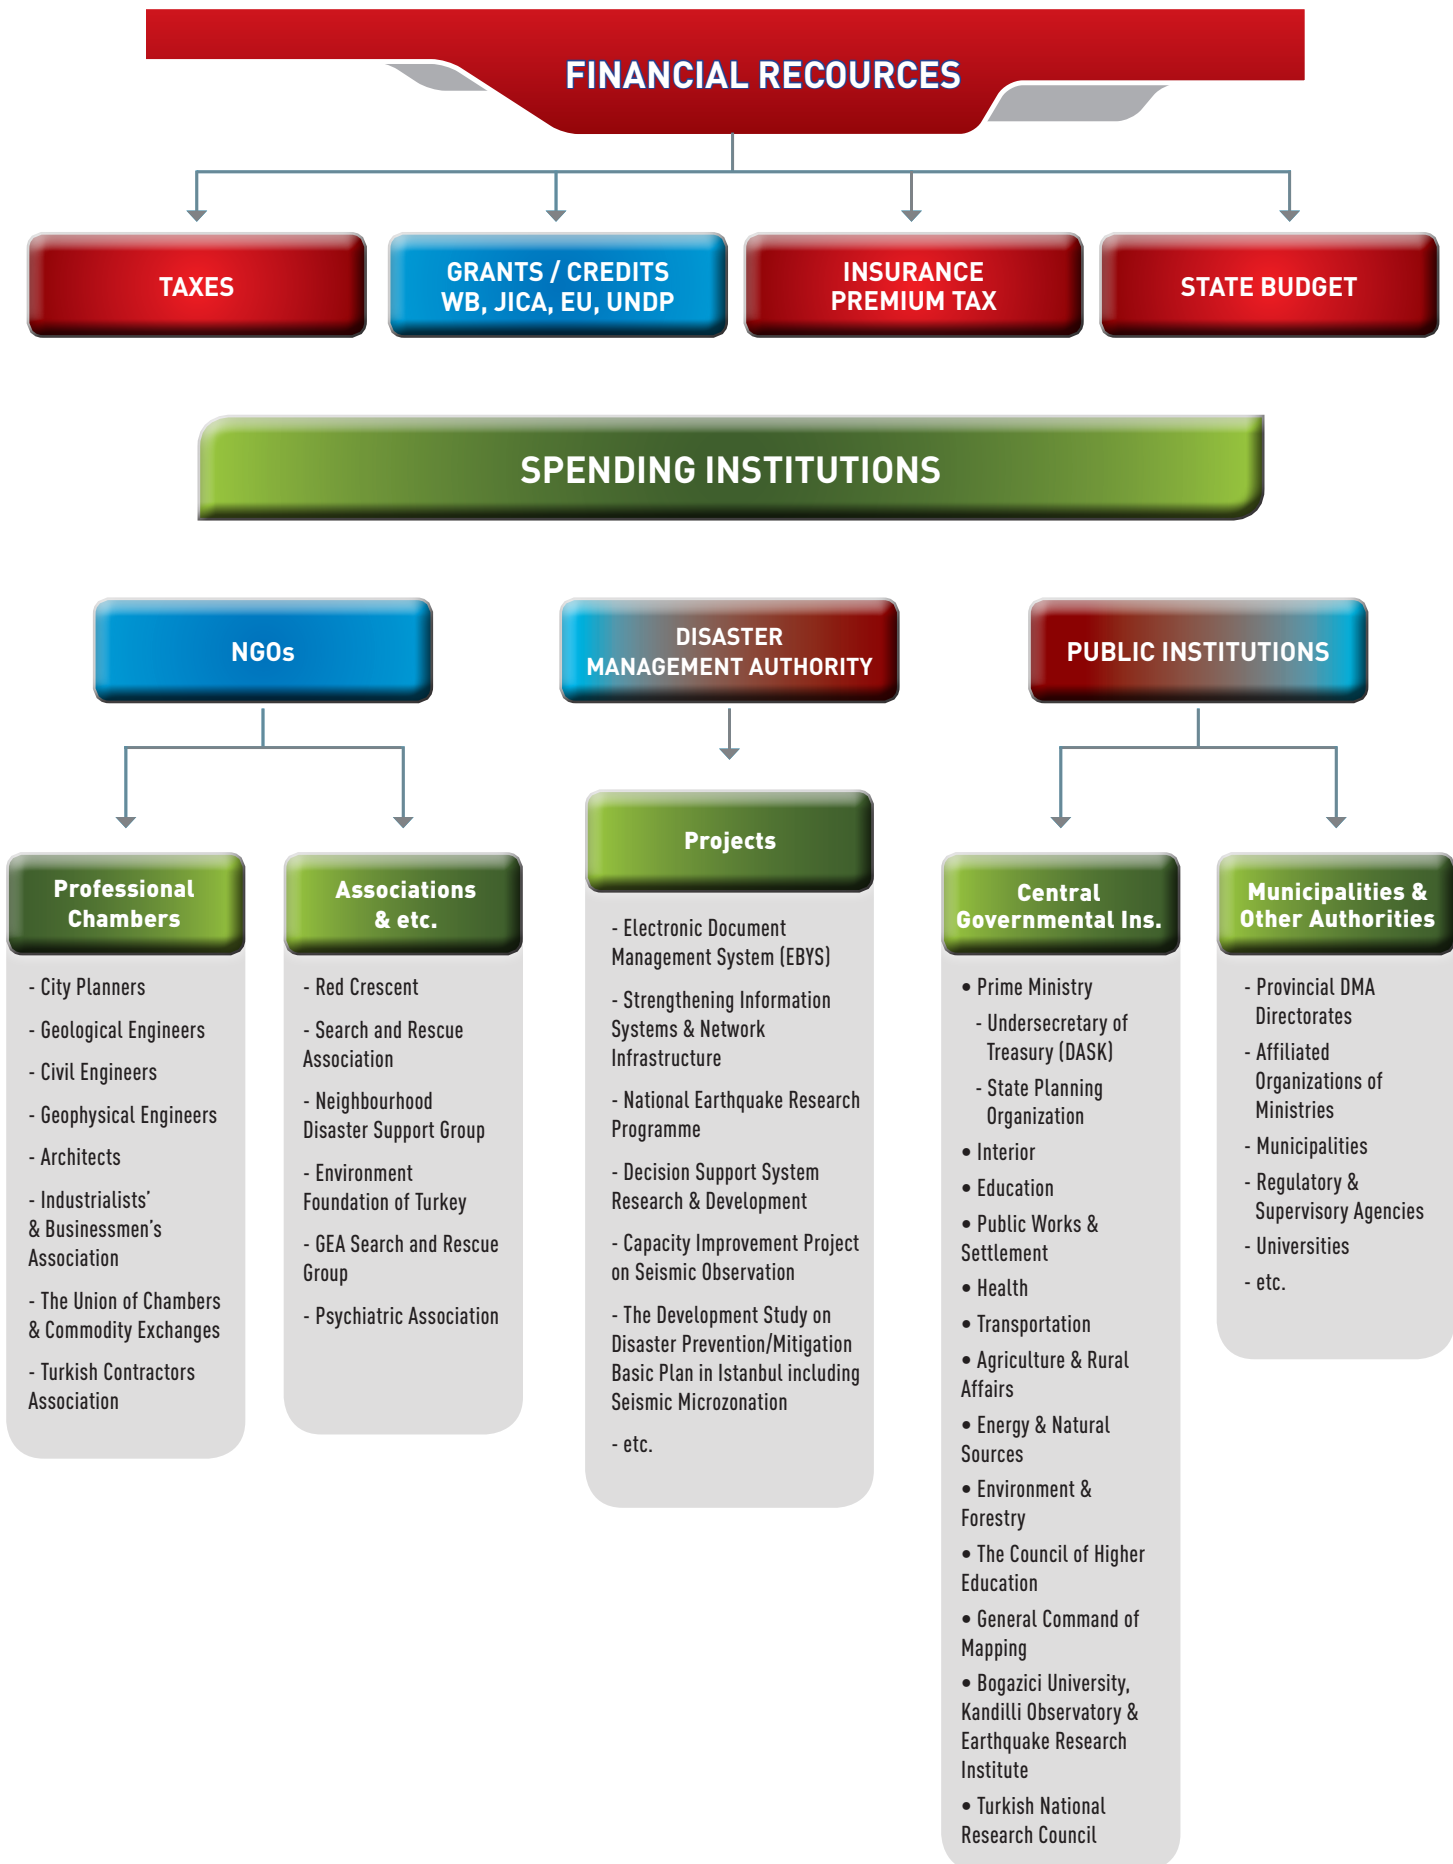 FINANCIAL RECOURCES
TAXES
GRANTS / CREDITS
WB, JICA, EU, UNDP
INSURANCE
PREMIUM TAX
STATE BUDGET
SPENDING INSTITUTIONS
NGOs
DISASTER
MANAGEMENT AUTHORITY
PUBLIC INSTITUTIONS
Professional
Chambers
- City Planners
- Geological Engineers
- Civil Engineers
- Geophysical Engineers
- Architects
- Industrialists’
& Businessmen’s
Association
- The Union of Chambers
& Commodity Exchanges
- Turkish Contractors
Association
Associations
& etc.
- Red Crescent
- Search and Rescue
Association
- Neighbourhood
Disaster Support Group
- Environment
Foundation of Turkey
- GEA Search and Rescue
Group
- Psychiatric Association
Projects
- Electronic Document
Management System (EBYS)
- Strengthening Information
Systems & Network
Infrastructure
- National Earthquake Research
Programme
- Decision Support System
Research & Development
- Capacity Improvement Project
on Seismic Observation
- The Development Study on
Disaster Prevention/Mitigation
Basic Plan in Istanbul including
Seismic Microzonation
- etc.
Central
Governmental Ins.
• Prime Ministry
- Undersecretary of
Treasury (DASK)
- State Planning
Organization
• Interior
• Education
• Public Works &
Settlement
• Health
• Transportation
• Agriculture & Rural
Affairs
• Energy & Natural
Sources
• Environment &
Forestry
• The Council of Higher
Education
• General Command of
Mapping
• Bogazici University,
Kandilli Observatory &
Earthquake Research
Institute
• Turkish National
Research Council
Municipalities &
Other Authorities
- Provincial DMA
Directorates
- Affiliated
Organizations of
Ministries
- Municipalities
- Regulatory &
Supervisory Agencies
- Universities
- etc.